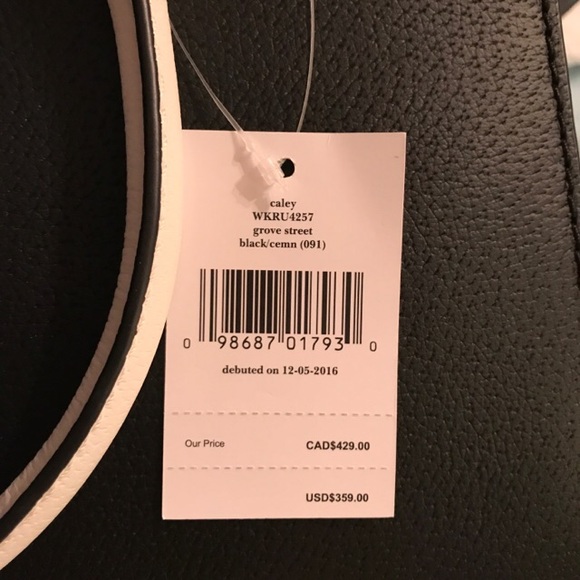 caley
WKRU4257
grove street
black/cemn (091)
0 98687 01793 0
debuted on 12-05-2016
Our Price CAD$429.00
USD$359.00